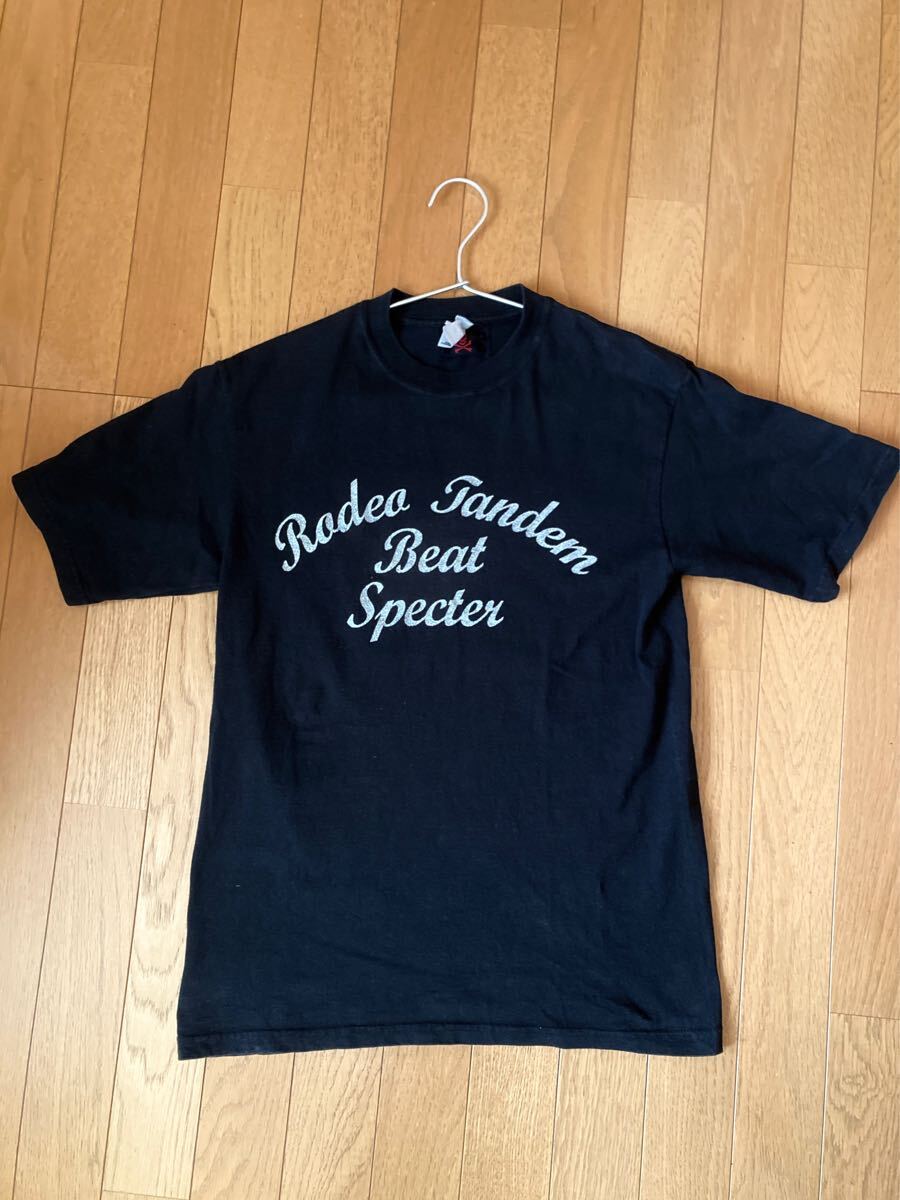 Rodeo Tandem
Beat
Specter